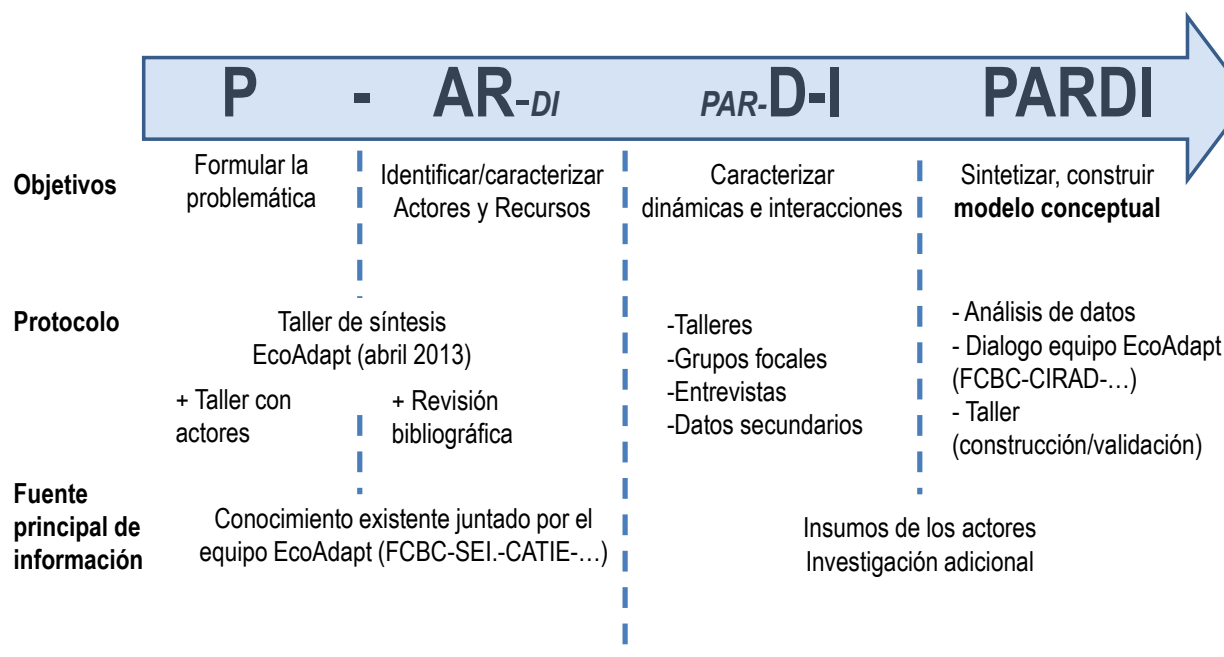 P - AR-DI PAR-D-I PARDI
Objetivos
Formular la
problemática
Identificar/caracterizar
Actores y Recursos
Caracterizar
dinámicas e interacciones
Sintetizar, construir
modelo conceptual
Protocolo
Taller de síntesis
EcoAdapt (abril 2013)
+ Taller con
actores
+ Revisión
bibliográfica
-Talleres
-Grupos focales
-Entrevistas
-Datos secundarios
- Análisis de datos
- Dialogo equipo EcoAdapt
(FCBC-CIRAD-…)
- Taller
(construcción/validación)
Fuente
principal de
información
Conocimiento existente juntado por el
equipo EcoAdapt (FCBC-SEI.-CATIE-…)
Insumos de los actores
Investigación adicional